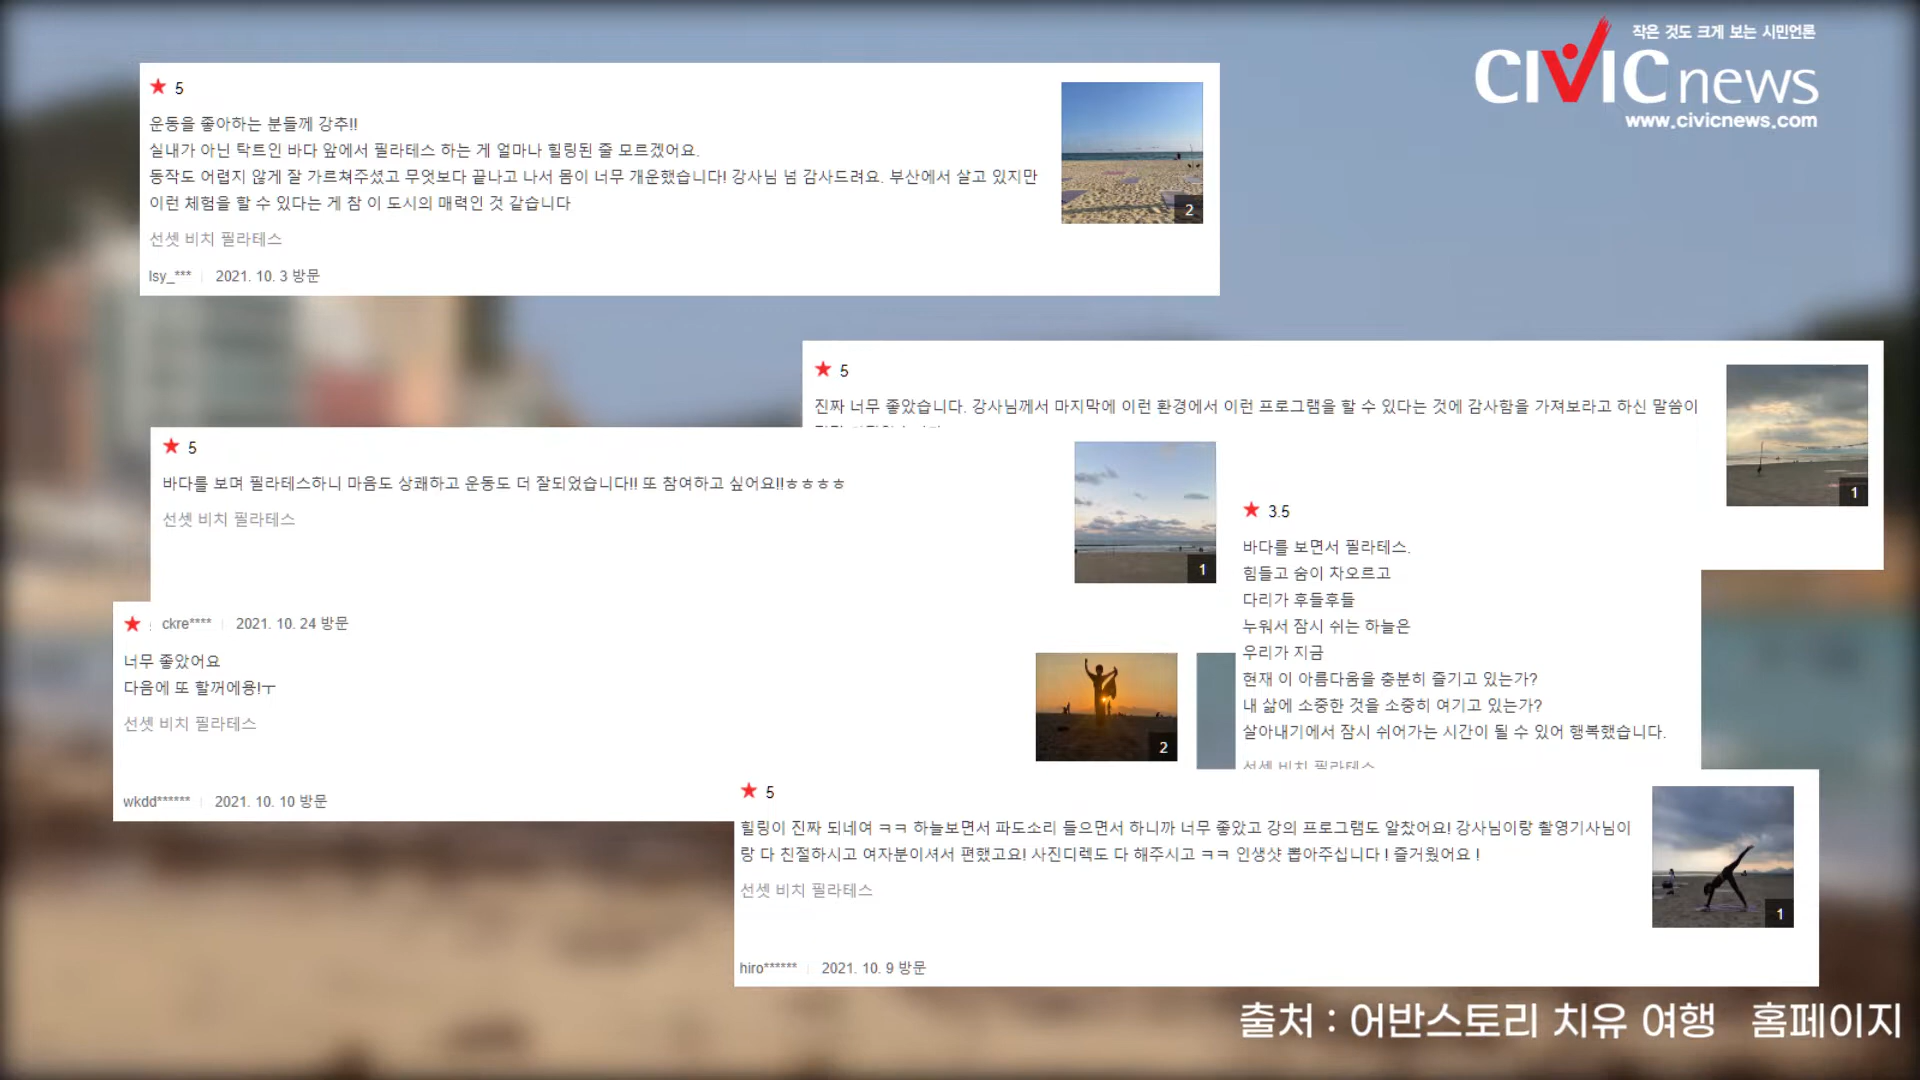 작은 것도 크게 보는 시민언론
CIVIC news
www.civicnews.com
5
운동을 좋아하는 분들께 강추!!
실내가 아닌 탁트인 바다 앞에서 필라테스 하는 게 얼마나 힐링된 줄 모르겠어요.
동작도 어렵지 않게 잘 가르쳐주셨고 무엇보다 끝나고 나서 몸이 너무 개운했습니다! 강사님 넘 감사드려요. 부산에서 살고 있지만
이런 체험을 할 수 있다는 게 참 이 도시의 매력인 것 같습니다
2
선셋 비치 필라테스
lsy_*** 2021. 10. 3 방문
5
진짜 너무 좋았습니다. 강사님께서 마지막에 이런 환경에서 이런 프로그램을 할 수 있다는 것에 감사함을 가져보라고 하신 말씀이
1
5
바다를 보며 필라테스하니 마음도 상쾌하고 운동도 더 잘되었습니다!! 또 참여하고 싶어요!!ㅎㅎㅎㅎ
선셋 비치 필라테스
1
ckre**** 2021. 10. 24 방문
3.5
바다를 보면서 필라테스.
힘들고 숨이 차오르고
다리가 후들후들
누워서 잠시 쉬는 하늘은
우리가 지금
현재 이 아름다움을 충분히 즐기고 있는가?
내 삶에 소중한 것을 소중히 여기고 있는가?
살아내기에서 잠시 쉬어가는 시간이 될 수 있어 행복했습니다.
너무 좋았어요
다음에 또 할꺼에용!ㅜ
선셋 비치 필라테스
2
wkdd****** 2021. 10. 10 방문
5
힐링이 진짜 되네여 ㅋㅋ 하늘보면서 파도소리 들으면서 하니까 너무 좋았고 강의 프로그램도 알찼어요! 강사님이랑 촬영기사님이
랑 다 친절하시고 여자분이셔서 편했고요! 사진디렉도 다 해주시고 ㅋㅋ 인생샷 뽑아주십니다 ! 즐거웠어요 !
선셋 비치 필라테스
1
hiro****** 2021. 10. 9 방문
출처 : 어반스토리 치유 여행 홈페이지